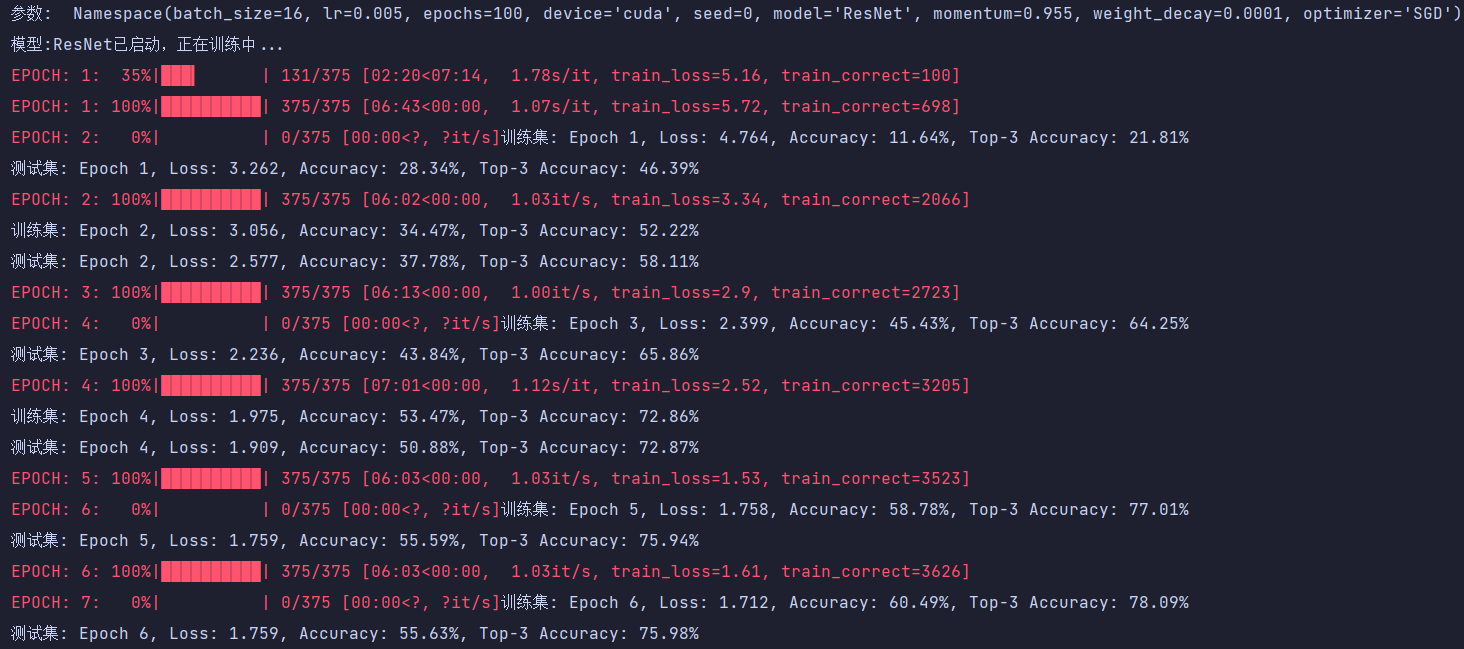 参数:  Namespace(batch_size=16, lr=0.005, epochs=100, device='cuda', seed=0, model='ResNet', momentum=0.955, weight_decay=0.0001, optimizer='SGD')
模型:ResNet已启动,正在训练中...
EPOCH: 1:  35%|███▍      | 131/375 [02:20<07:14,  1.78s/it, train_loss=5.16, train_correct=100]
EPOCH: 1: 100%|██████████| 375/375 [06:43<00:00,  1.07s/it, train_loss=5.72, train_correct=698]
EPOCH: 2:   0%|          | 0/375 [00:00<?, ?it/s]训练集: Epoch 1, Loss: 4.764, Accuracy: 11.64%, Top-3 Accuracy: 21.81%
测试集: Epoch 1, Loss: 3.262, Accuracy: 28.34%, Top-3 Accuracy: 46.39%
EPOCH: 2: 100%|██████████| 375/375 [06:02<00:00,  1.03it/s, train_loss=3.34, train_correct=2066]
训练集: Epoch 2, Loss: 3.056, Accuracy: 34.47%, Top-3 Accuracy: 52.22%
测试集: Epoch 2, Loss: 2.577, Accuracy: 37.78%, Top-3 Accuracy: 58.11%
EPOCH: 3: 100%|██████████| 375/375 [06:13<00:00,  1.00it/s, train_loss=2.9, train_correct=2723]
EPOCH: 4:   0%|          | 0/375 [00:00<?, ?it/s]训练集: Epoch 3, Loss: 2.399, Accuracy: 45.43%, Top-3 Accuracy: 64.25%
测试集: Epoch 3, Loss: 2.236, Accuracy: 43.84%, Top-3 Accuracy: 65.86%
EPOCH: 4: 100%|██████████| 375/375 [07:01<00:00,  1.12s/it, train_loss=2.52, train_correct=3205]
训练集: Epoch 4, Loss: 1.975, Accuracy: 53.47%, Top-3 Accuracy: 72.86%
测试集: Epoch 4, Loss: 1.909, Accuracy: 50.88%, Top-3 Accuracy: 72.87%
EPOCH: 5: 100%|██████████| 375/375 [06:03<00:00,  1.03it/s, train_loss=1.53, train_correct=3523]
EPOCH: 6:   0%|          | 0/375 [00:00<?, ?it/s]训练集: Epoch 5, Loss: 1.758, Accuracy: 58.78%, Top-3 Accuracy: 77.01%
测试集: Epoch 5, Loss: 1.759, Accuracy: 55.59%, Top-3 Accuracy: 75.94%
EPOCH: 6: 100%|██████████| 375/375 [06:03<00:00,  1.03it/s, train_loss=1.61, train_correct=3626]
EPOCH: 7:   0%|          | 0/375 [00:00<?, ?it/s]训练集: Epoch 6, Loss: 1.712, Accuracy: 60.49%, Top-3 Accuracy: 78.09%
测试集: Epoch 6, Loss: 1.759, Accuracy: 55.63%, Top-3 Accuracy: 75.98%